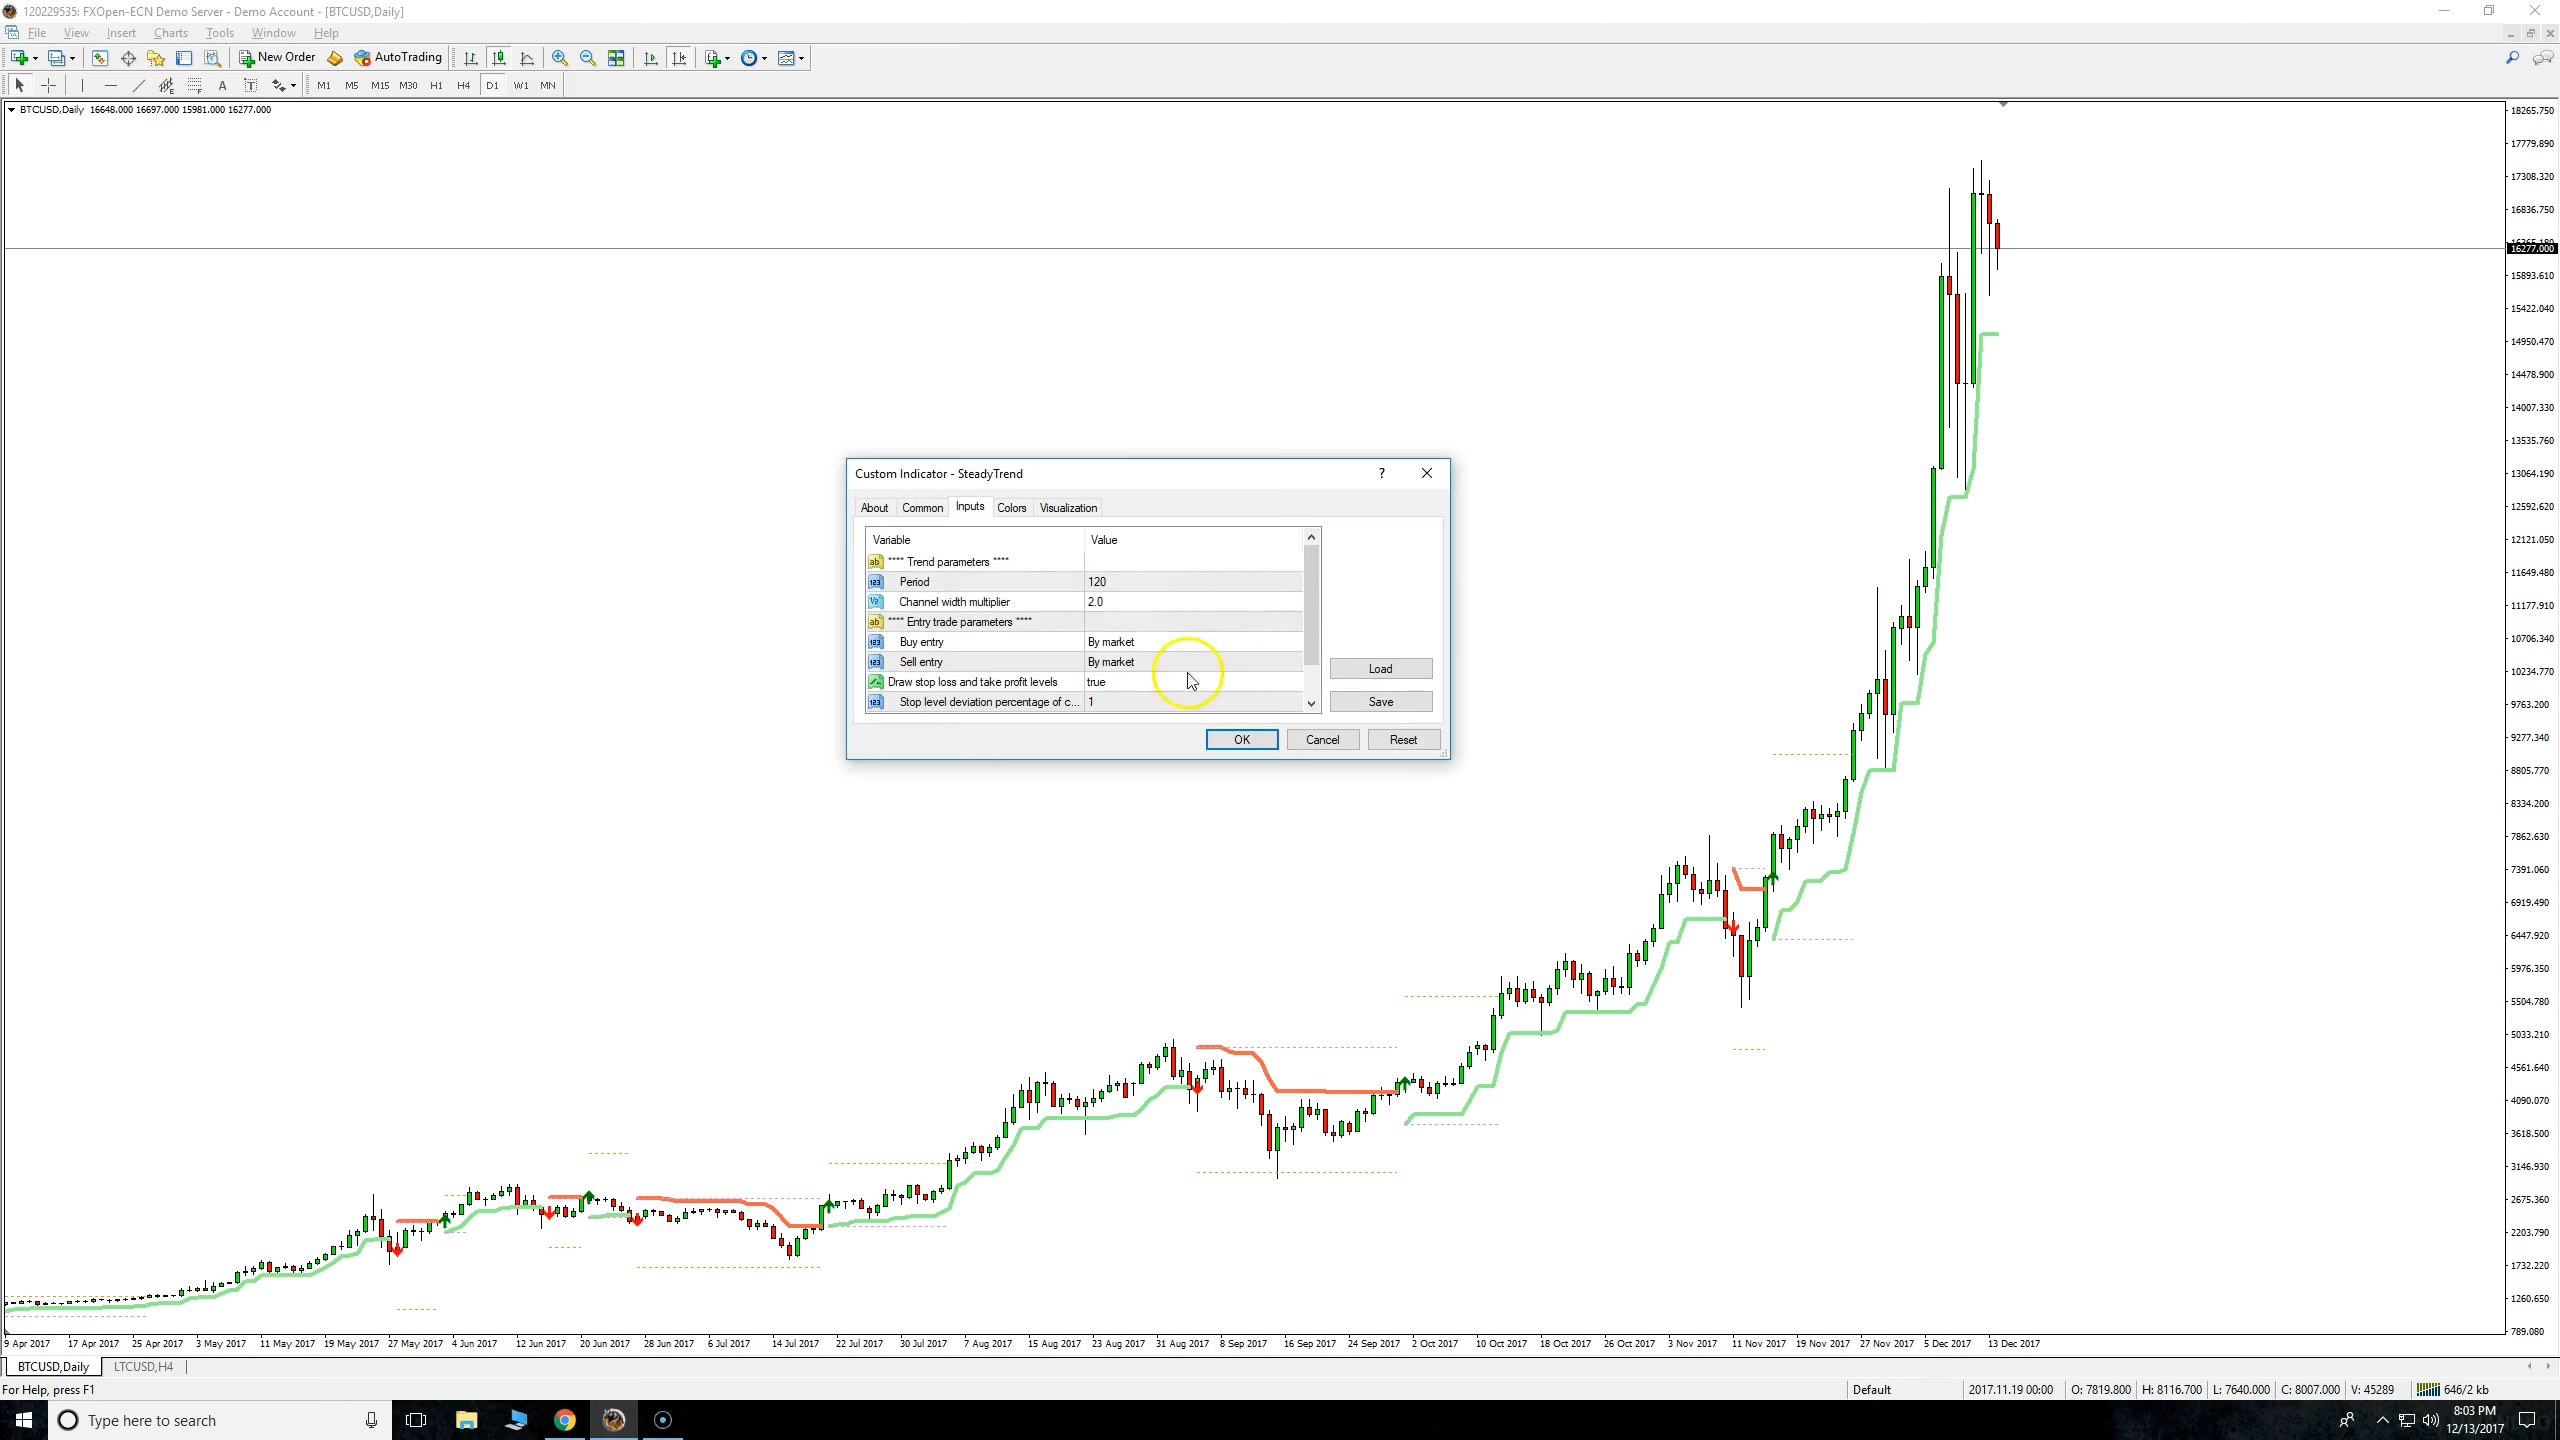 120229535: FXOpen-ECN Demo Server - Demo Account - [BTCUSD,Daily]
File View Insert Charts Tools Window Help
New Order AutoTrading
A T M1 M5 M15 M30 H1 H4 D1 W1 MN
BTCUSD,Daily 16648.000 16697.000 15981.000 16277.000
18265.750
17779.890
17308.320
16836.750
16277.000
15893.610
15422.040
14950.470
14478.900
14007.330
13535.760
13064.190
12592.620
12121.050
11649.480
11177.910
10706.340
10234.770
9763.200
9277.340
8805.770
8334.200
7862.630
7391.060
6919.490
6447.920
5976.350
5504.780
5033.210
4561.640
4090.070
3618.500
3146.930
2675.360
2203.790
1732.220
1260.650
789.080
Custom Indicator - SteadyTrend ?
About Common Inputs Colors Visualization
Variable Value
**** Trend parameters ****
Period 120
Channel width multiplier 2.0
**** Entry trade parameters ****
Buy entry By market
Sell entry By market
Draw stop loss and take profit levels true
Stop level deviation percentage of c... 1
Load
Save
OK Cancel Reset
9 Apr 2017 17 Apr 2017 25 Apr 2017 3 May 2017 11 May 2017 19 May 2017 27 May 2017 4 Jun 2017 12 Jun 2017 20 Jun 2017 28 Jun 2017 6 Jul 2017 14 Jul 2017 22 Jul 2017 30 Jul 2017 7 Aug 2017 15 Aug 2017 23 Aug 2017 31 Aug 2017 8 Sep 2017 16 Sep 2017 24 Sep 2017 2 Oct 2017 10 Oct 2017 18 Oct 2017 26 Oct 2017 3 Nov 2017 11 Nov 2017 19 Nov 2017 27 Nov 2017 5 Dec 2017 13 Dec 2017
BTCUSD,Daily LTCUSD,H4
For Help, press F1 Default 2017.11.19 00:00 O: 7819.800 H: 8116.700 L: 7640.000 C: 8007.000 V: 45289 646/2 kb
Type here to search
8:03 PM
12/13/2017